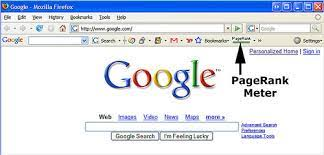 Google - Mozilla Firefox
File Edit View History Bookmarks Tools Help
http://www.google.com/
Google Search PageRank Bookmarks Settings
Personalized Home | Sign in
Google
PageRank
Meter
Web Images Video News Maps more »
Advanced Search
Preferences
Language Tools
Google Search I'm Feeling Lucky